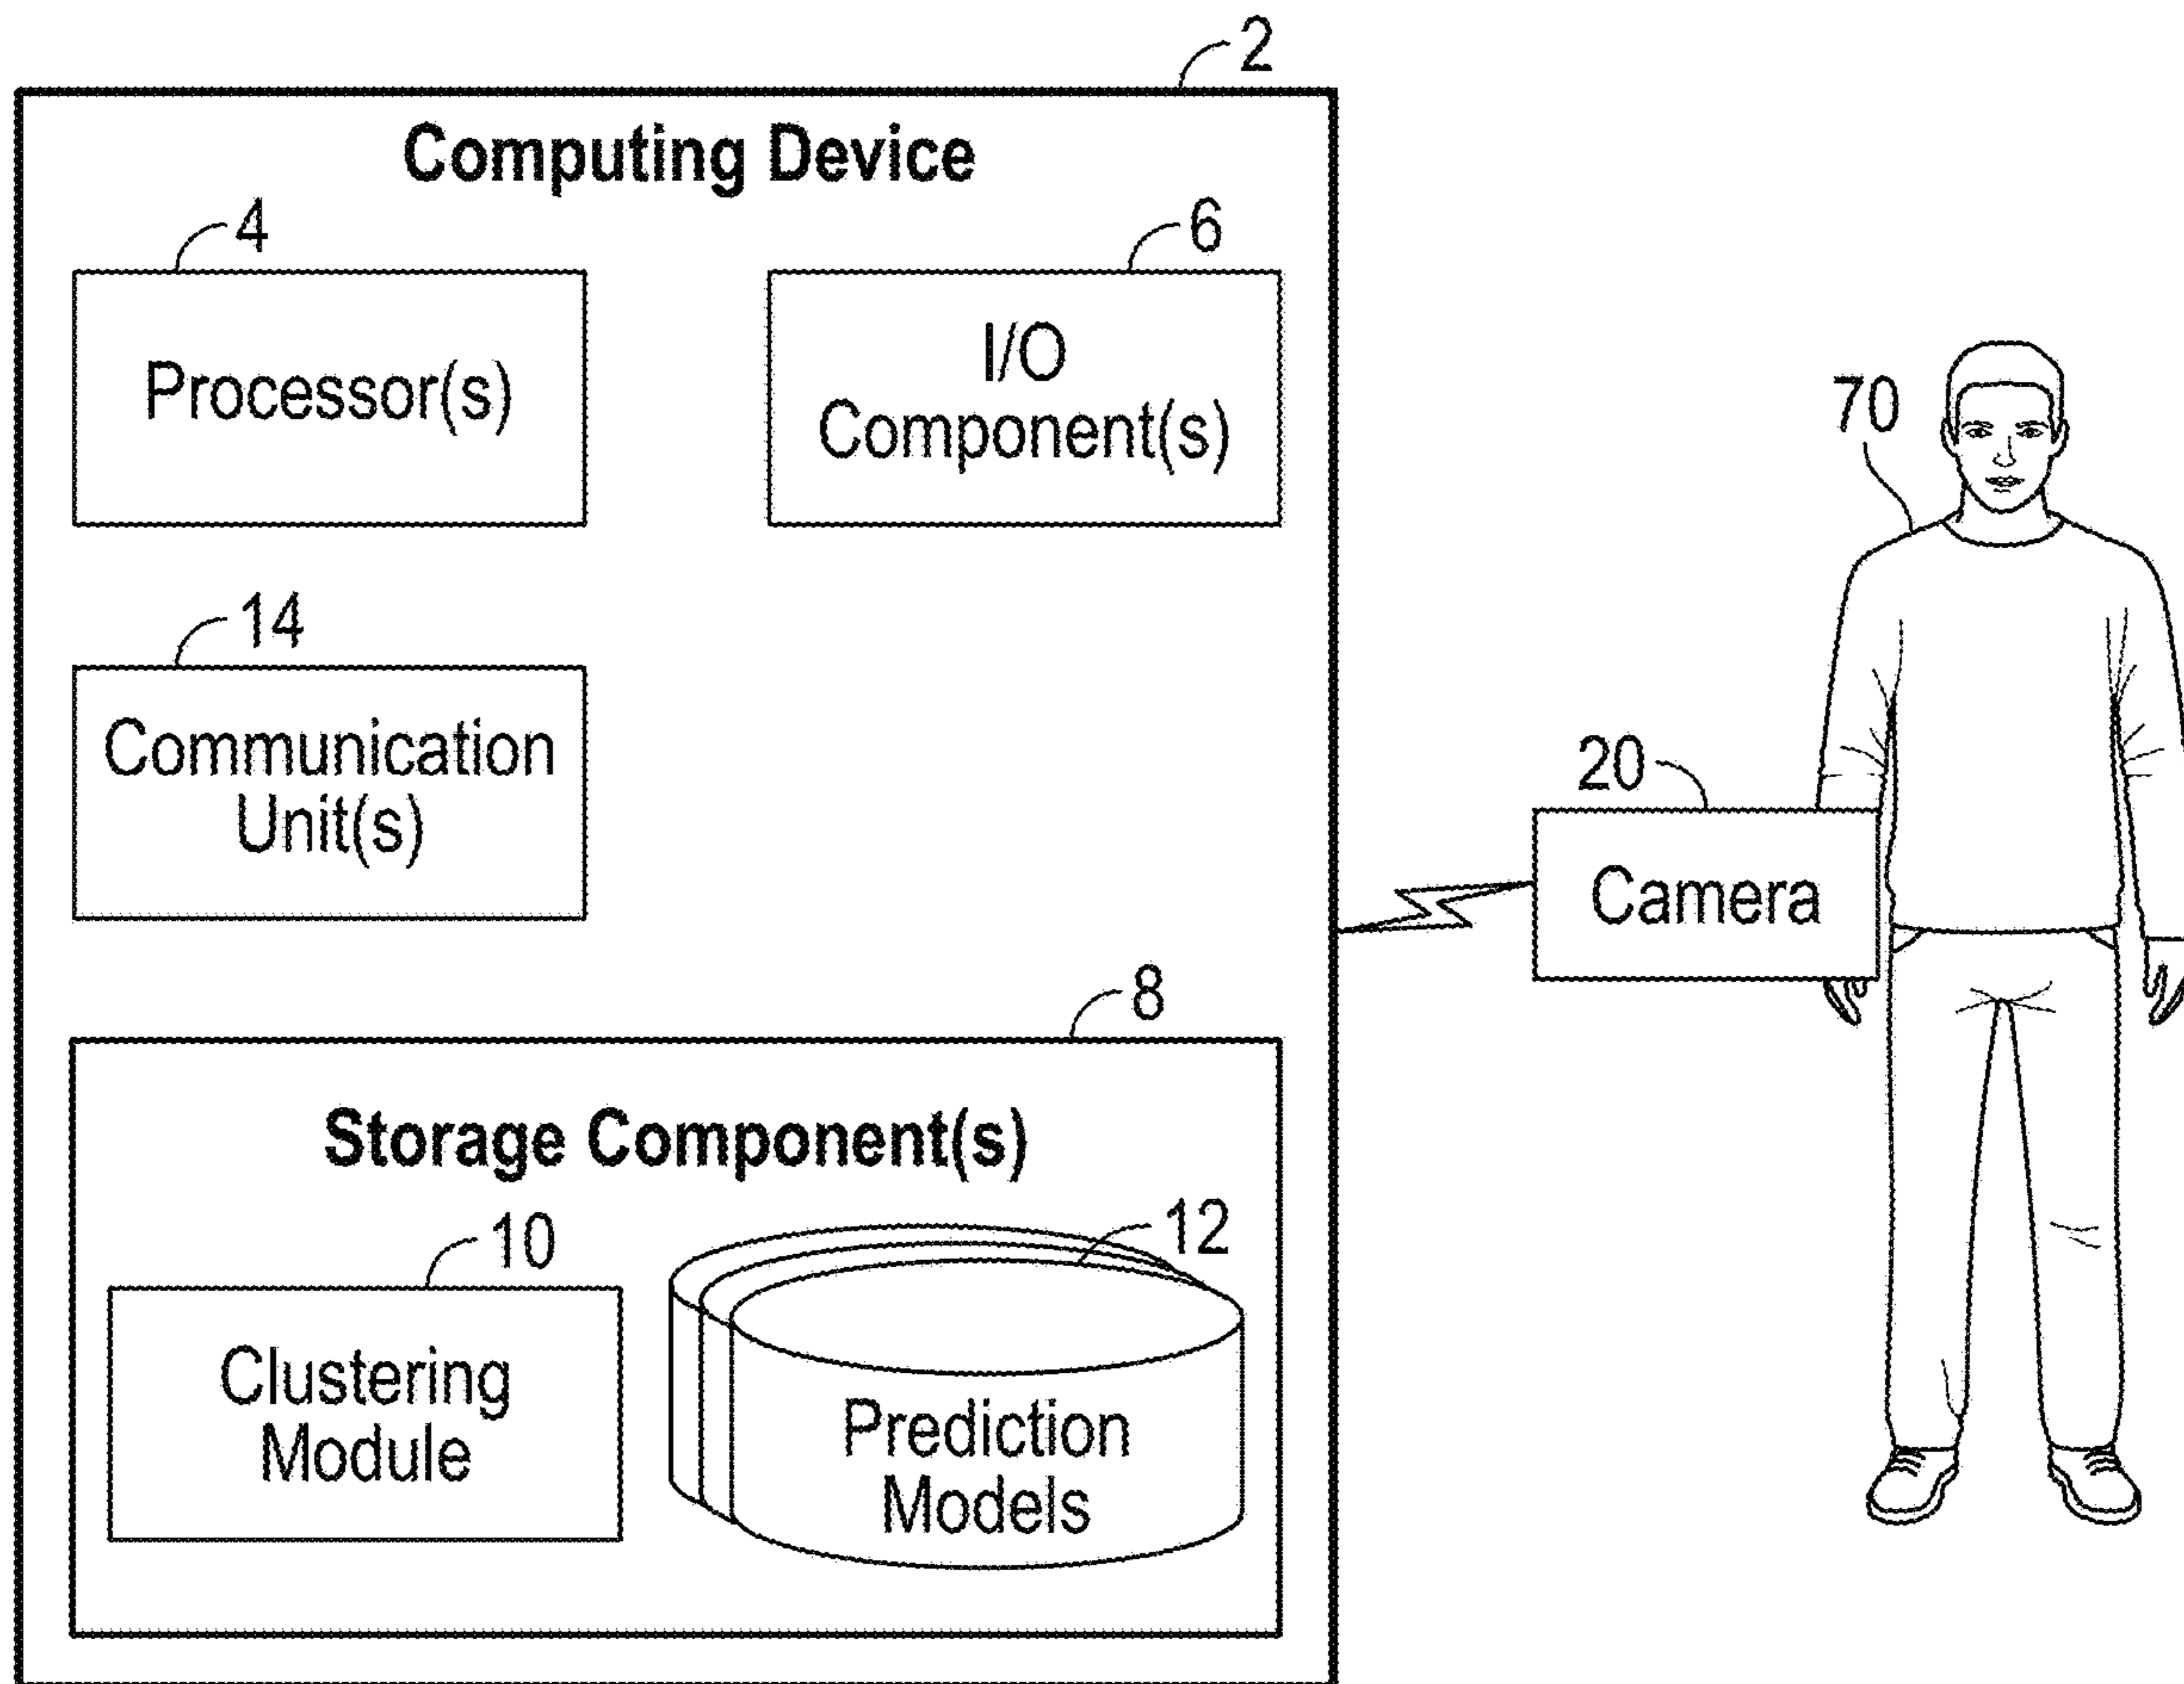 2
Computing Device
4
6
Processor(s)
I/O
Component(s)
70
14
Communication
Unit(s)
20
Camera
8
Storage Component(s)
10
12
Clustering
Module
Prediction
Models